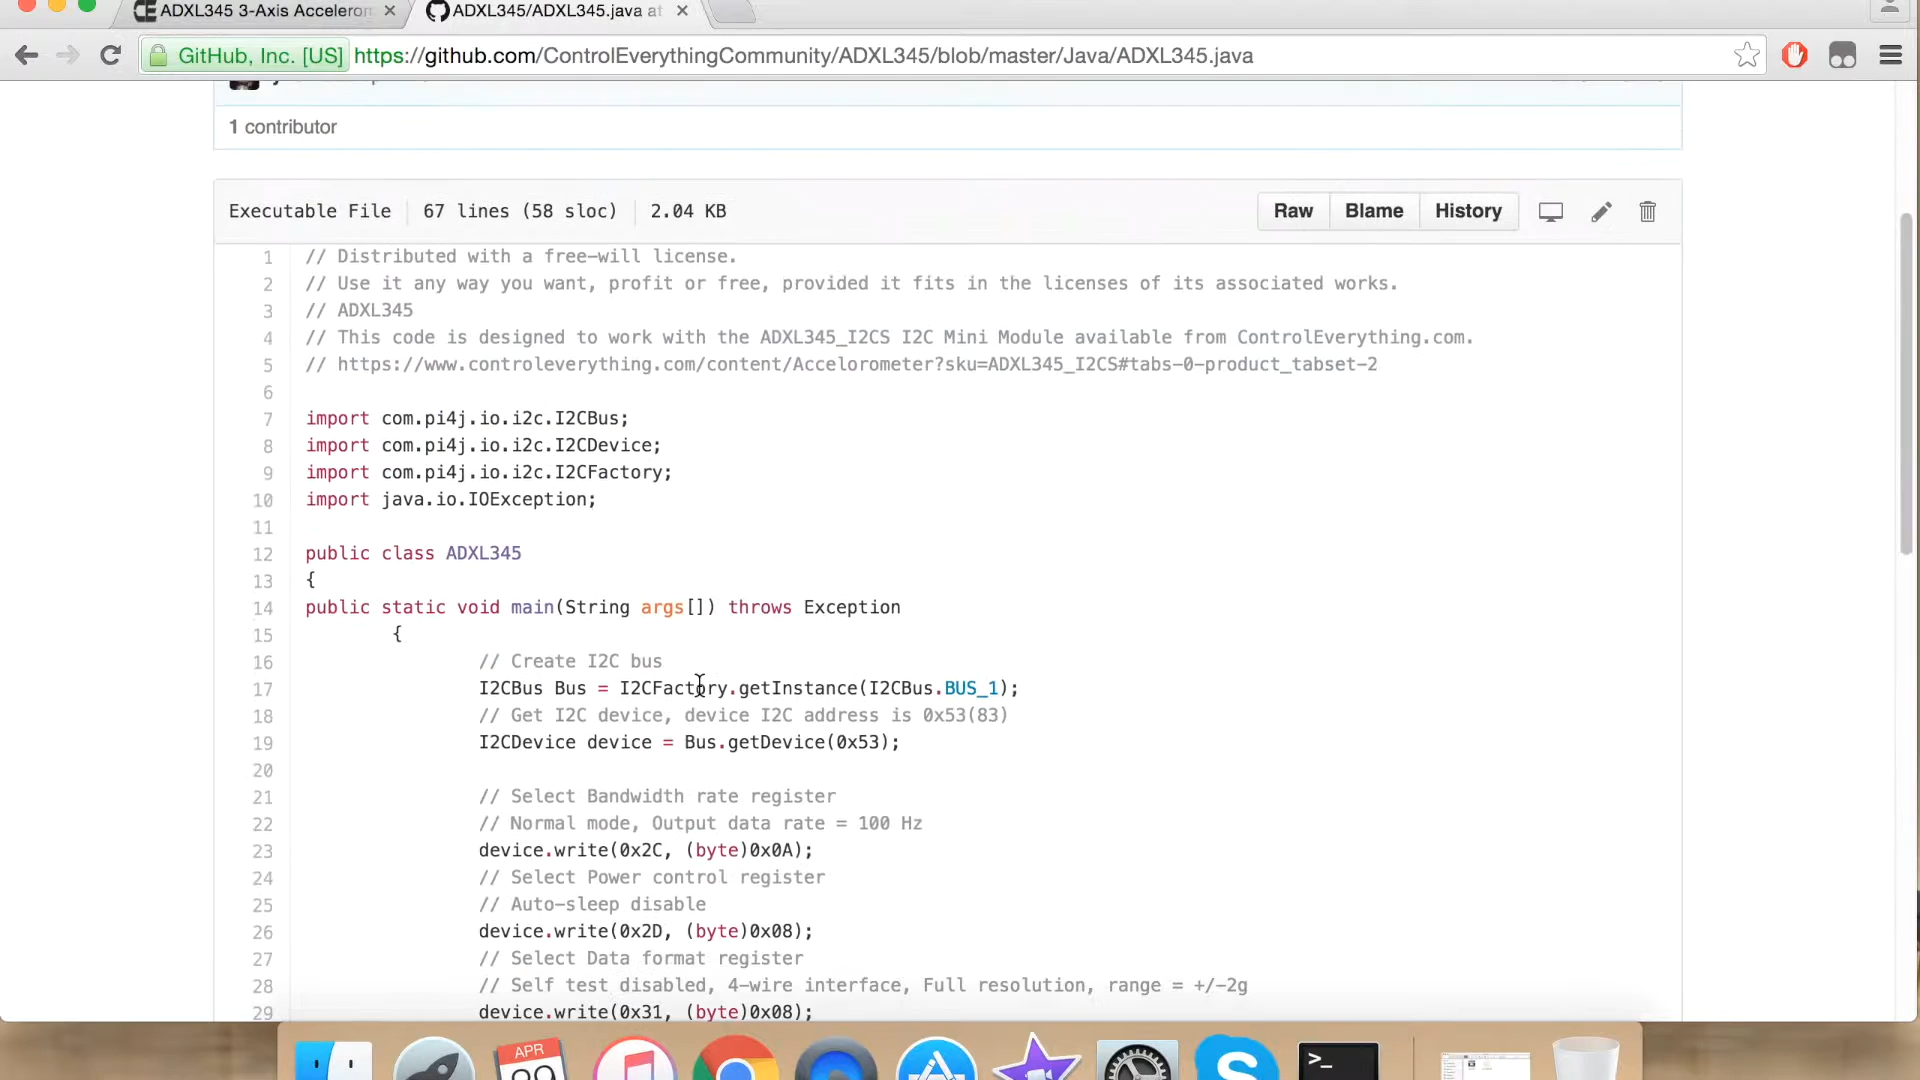 ADXL345 3-Axis Acceleron
ADXL345/ADXL345.java at
GitHub, Inc. [US] https://github.com/ControlEverythingCommunity/ADXL345/blob/master/Java/ADXL345.java
1 contributor
Executable File 67 lines (58 sloc) 2.04 KB Raw Blame History
1 // Distributed with a free-will license.
2 // Use it any way you want, profit or free, provided it fits in the licenses of its associated works.
3 // ADXL345
4 // This code is designed to work with the ADXL345_I2CS I2C Mini Module available from ControlEverything.com.
5 // https://www.controleverything.com/content/Accelorometer?sku=ADXL345_I2CS#tabs-0-product_tabset-2
6
7 import com.pi4j.io.i2c.I2CBus;
8 import com.pi4j.io.i2c.I2CDevice;
9 import com.pi4j.io.i2c.I2CFactory;
10 import java.io.IOException;
11
12 public class ADXL345
13 {
14 public static void main(String args[]) throws Exception
15 {
16 // Create I2C bus
17 I2CBus Bus = I2CFactory.getInstance(I2CBus.BUS_1);
18 // Get I2C device, device I2C address is 0x53(83)
19 I2CDevice device = Bus.getDevice(0x53);
20
21 // Select Bandwidth rate register
22 // Normal mode, Output data rate = 100 Hz
23 device.write(0x2C, (byte)0x0A);
24 // Select Power control register
25 // Auto-sleep disable
26 device.write(0x2D, (byte)0x08);
27 // Select Data format register
28 // Self test disabled, 4-wire interface, Full resolution, range = +/-2g
29 device.write(0x31, (byte)0x08);
APR
>_